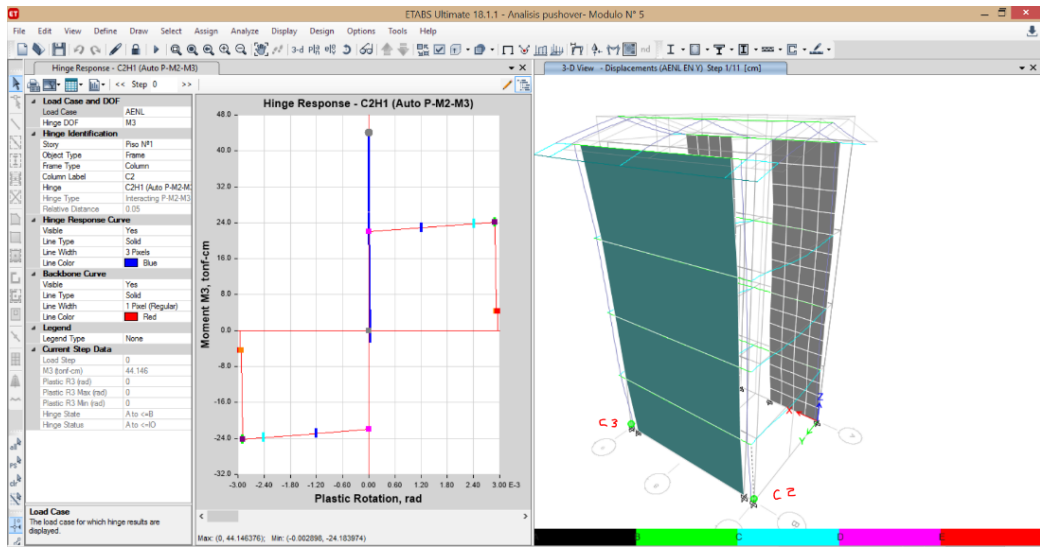 ETABS Ultimate 18.1.1 - Analisis pushover- Modulo N° 5
File Edit View Define Draw Select Assign Analyze Display Design Options Tools Help
3-d
nd
Hinge Response - C2H1 (Auto P-M2-M3)
3-D View - Displacements (AENL EN Y) Step 1/11 [cm]
<< Step 0 >>
Load Case and DOF
Load Case AENL
Hinge DOF M3
Hinge Identification
Story Piso Nº1
Object Type Frame
Frame Type Column
Column Label C2
Hinge C2H1 (Auto P-M2-M:
Hinge Type Interacting P-M2-M3
Relative Distance 0.05
Hinge Response Curve
Visible Yes
Line Type Solid
Line Width 3 Pixels
Line Color Blue
Backbone Curve
Visible Yes
Line Type Solid
Line Width 1 Pixel (Regular)
Line Color Red
Legend
Legend Type None
Current Step Data
Load Step 0
M3 (tonf-cm) 44.146
Plastic R3 (rad) 0
Plastic R3 Max (rad) 0
Plastic R3 Min (rad) 0
Hinge State A to <=B
Hinge Status A to <=IO
Load Case
The load case for which hinge results are
displayed.
Hinge Response - C2H1 (Auto P-M2-M3)
48.0
40.0
32.0
24.0
16.0
8.0
0.0
-8.0
-16.0
-24.0
-32.0
Moment M3, tonf-cm
-3.00 -2.40 -1.80 -1.20 -0.60 0.00 0.60 1.20 1.80 2.40 3.00 E-3
Plastic Rotation, rad
Max: (0, 44.146376); Min: (-0.002898, -24.183974)
Z
X
Y
C3
C2
B
A B C D E